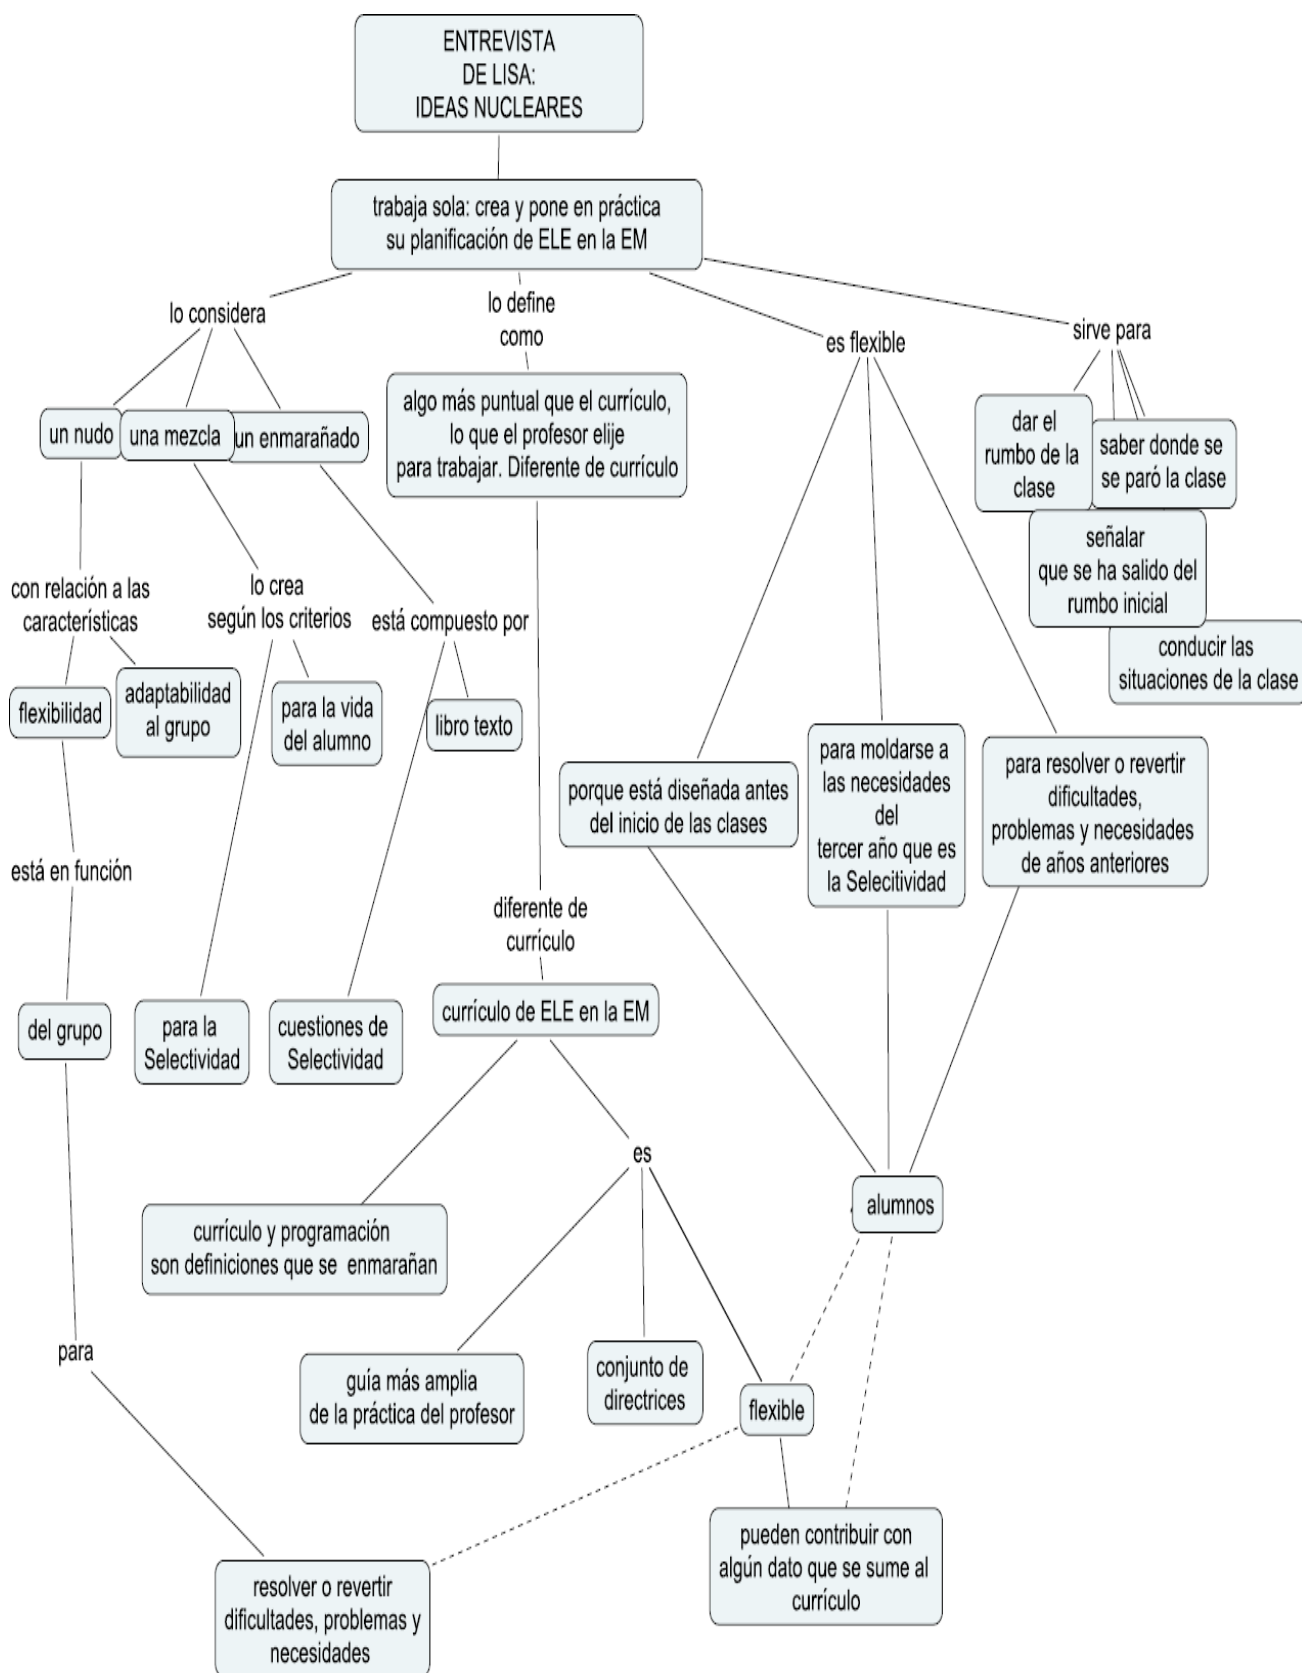 ENTREVISTA
DE LISA:
IDEAS NUCLEARES
trabaja sola: crea y pone en práctica
su planificación de ELE en la EM
lo considera
lo define
como
es flexible
sirve para
un nudo
una mezcla
un enmarañado
algo más puntual que el currículo,
lo que el profesor elije
para trabajar. Diferente de currículo
dar el
rumbo de la
clase
saber donde se
se paró la clase
señalar
que se ha salido del
rumbo inicial
conducir las
situaciones de la clase
con relación a las
características
lo crea
según los criterios
está compuesto por
flexibilidad
adaptabilidad
al grupo
para la vida
del alumno
libro texto
porque está diseñada antes
del inicio de las clases
para moldarse a
las necesidades
del
tercer año que es
la Selecitividad
para resolver o revertir
dificultades,
problemas y necesidades
de años anteriores
está en función
diferente de
currículo
del grupo
para la
Selectividad
cuestiones de
Selectividad
currículo de ELE en la EM
es
alumnos
currículo y programación
son definiciones que se enmarañan
para
guía más amplia
de la práctica del profesor
conjunto de
directrices
flexible
pueden contribuir con
algún dato que se sume al
currículo
resolver o revertir
dificultades, problemas y
necesidades